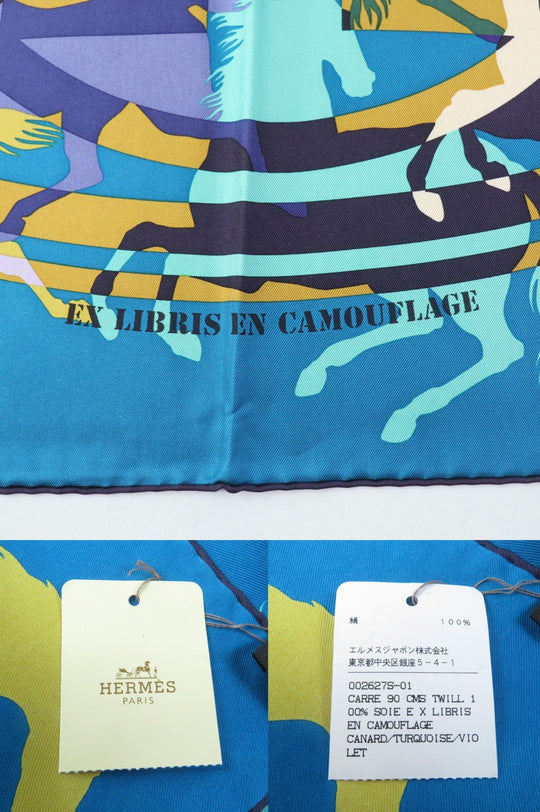 EX LIBRIS EN CAMOUFLAGE
HERMÈS
PARIS
絹 100%
エルメスジャポン株式会社
東京都中央区銀座5-4-1
002627S-01
CARRE 90 CMS TWILL 1
00% SOIE E X LIBRIS
EN CAMOUFLAGE
CANARD/TURQUOISE/VIO
LET